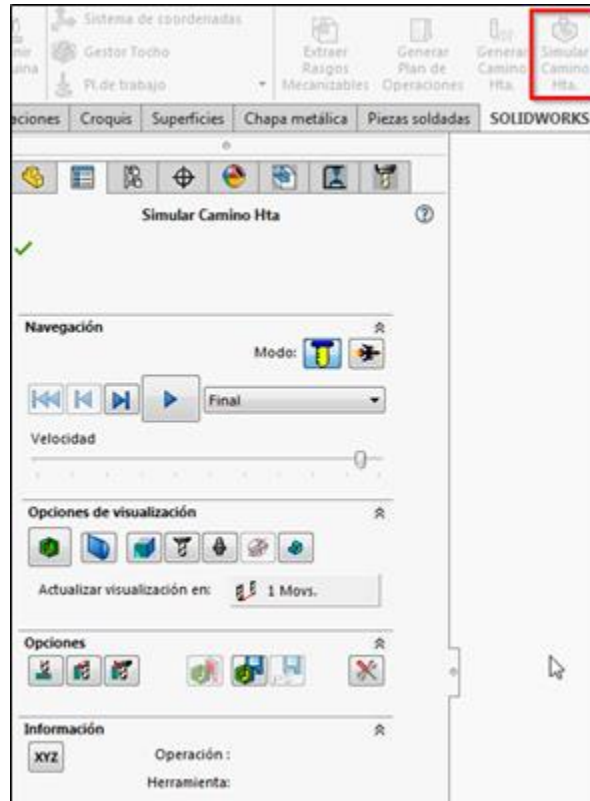 Sistema de coordenadas
Gestor Tocho
Pt.de trabajo
Extraer Rasgos Mecanizables
Generar Plan de Operaciones
Generar Camino Hta.
Simular Camino Hta.
aciones Croquis Superficies Chapa metálica Piezas soldadas SOLIDWORKS
Simular Camino Hta
Navegación
Modo:
Final
Velocidad
Opciones de visualización
Actualizar visualización en: 1 Movs.
Opciones
Información
XYZ Operación :
Herramienta: